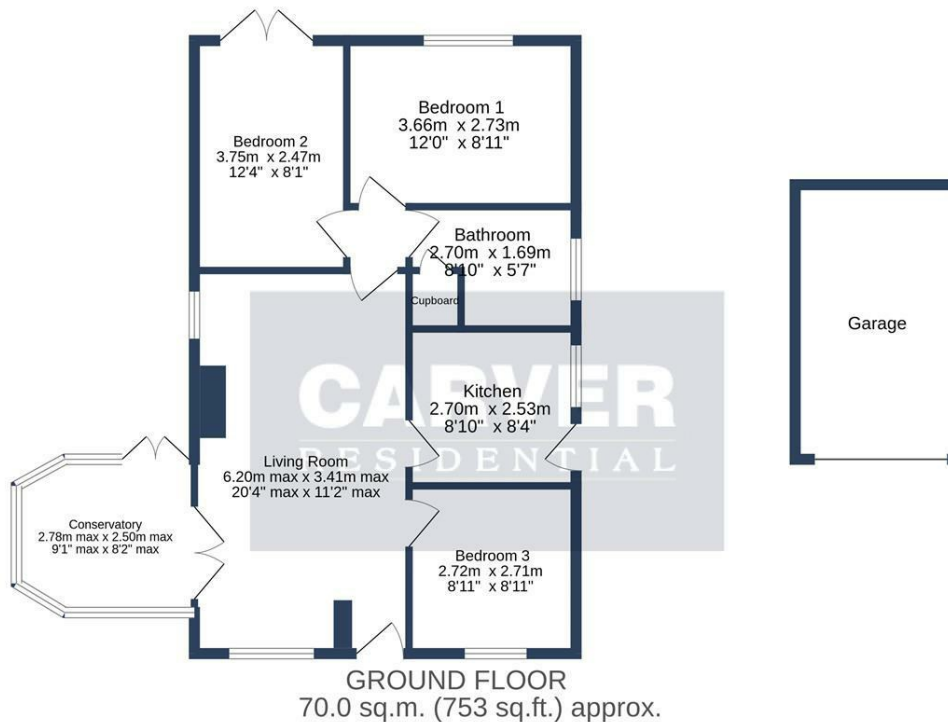 Bedroom 1
3.66m x 2.73m
12'0" x 8'11"
Bedroom 2
3.75m x 2.47m
12'4" x 8'1"
Bathroom
2.70m x 1.69m
8'10" x 5'7"
Cupboard
Garage
CARVER
RESIDENTIAL
Kitchen
2.70m x 2.53m
8'10" x 8'4"
Living Room
6.20m max x 3.41m max
20'4" max x 11'2" max
Conservatory
2.78m max x 2.50m max
9'1" max x 8'2" max
Bedroom 3
2.72m x 2.71m
8'11" x 8'11"
GROUND FLOOR
70.0 sq.m. (753 sq.ft.) approx.